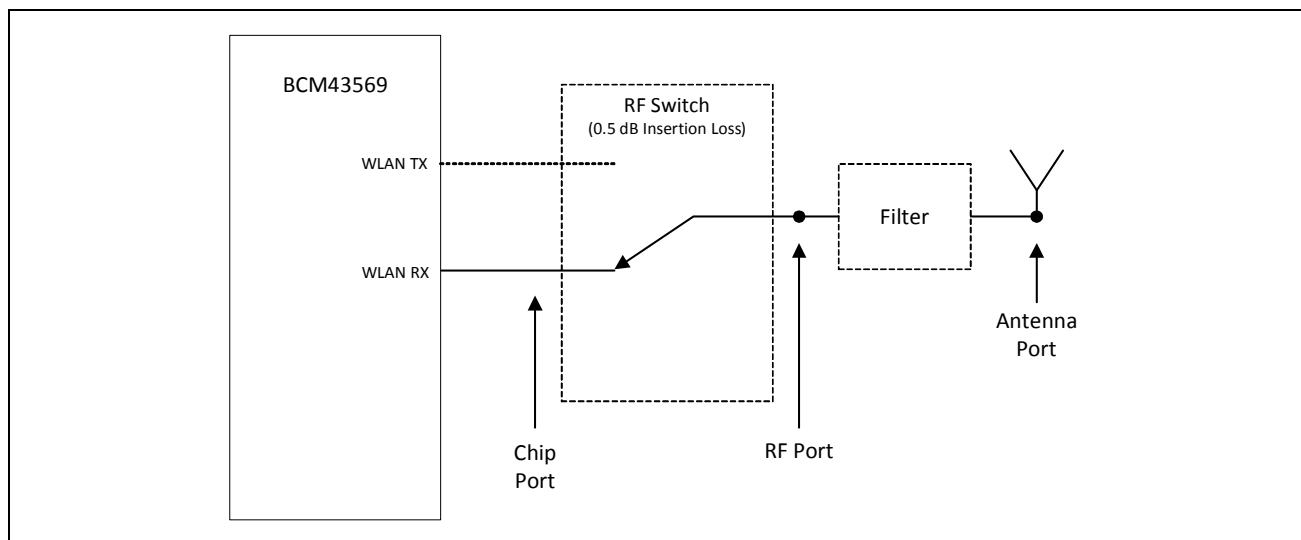 BCM43569
RF Switch
(0.5 dB Insertion Loss)
WLAN TX
Filter
WLAN RX
Antenna
Port
RF Port
Chip
Port